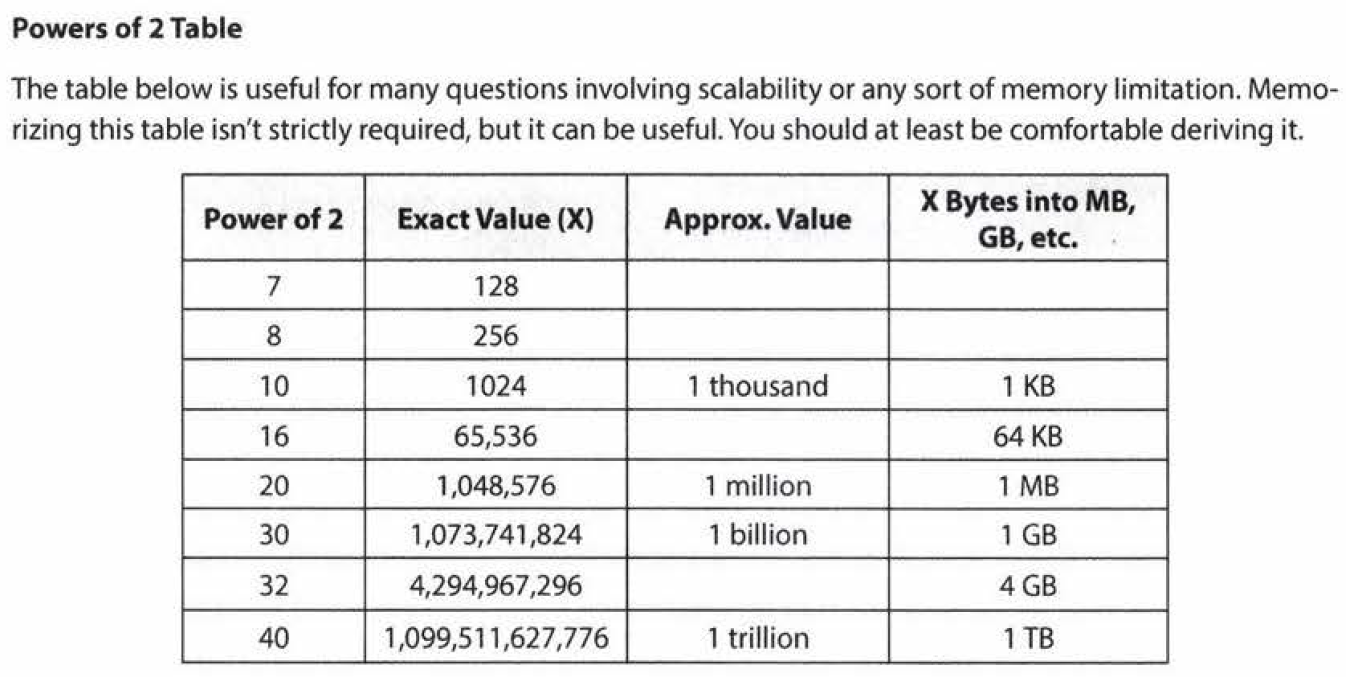 Powers of 2 Table
The table below is useful for many questions involving scalability or any sort of memory limitation. Memo-
rizing this table isn't strictly required, but it can be useful. You should at least be comfortable deriving it.
Power of 2 Exact Value (X) Approx. Value X Bytes into MB,
GB, etc.
7 128
8 256
10 1024 1 thousand 1 KB
16 65,536 64 KB
20 1,048,576 1 million 1 MB
30 1,073,741,824 1 billion 1 GB
32 4,294,967,296 4 GB
40 1,099,511,627,776 1 trillion 1 TB